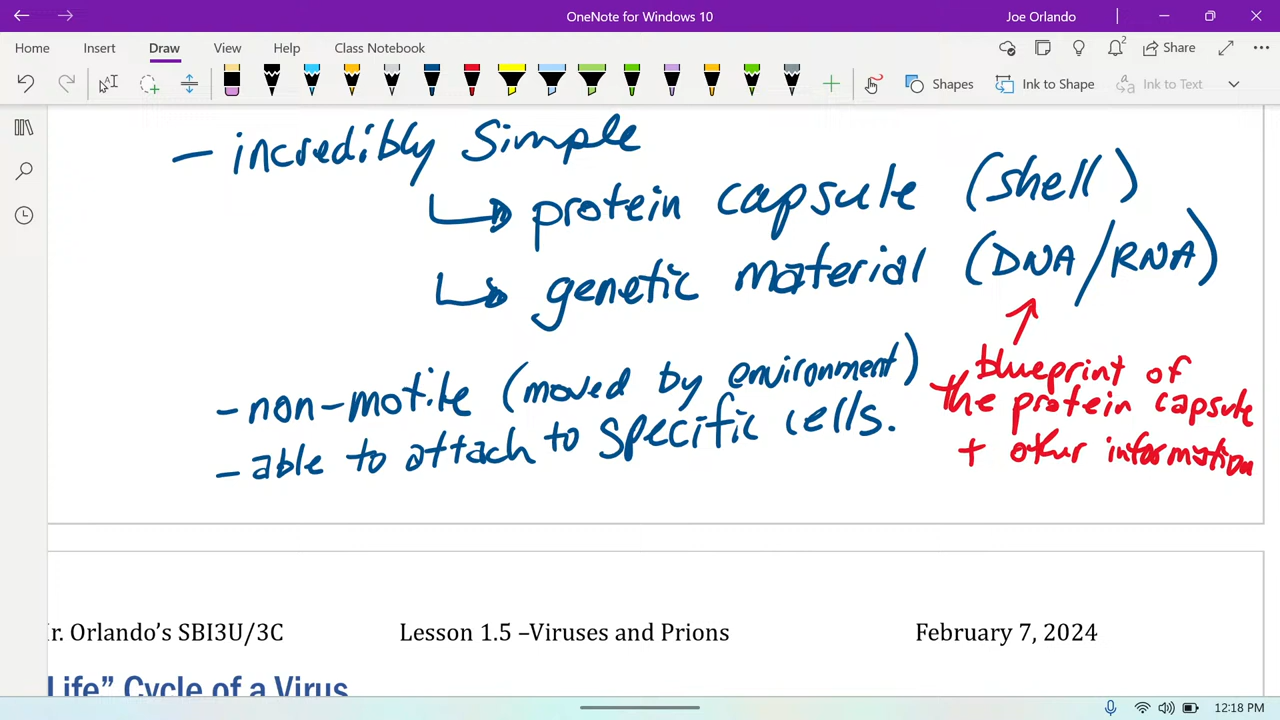 OneNote for Windows 10
Joe Orlando
Home Insert Draw View Help Class Notebook
2
Share
Shapes
Ink to Shape
Ink to Text
- incredibly Simple
↳ protein capsule (shell)
↳ genetic material (DNA/RNA)
- non-motile (moved by environment)
- able to attach to specific cells.
blueprint of
the protein capsule
+ other information
r. Orlando’s SBI3U/3C Lesson 1.5 –Viruses and Prions February 7, 2024
Life” Cycle of a Virus
12:18 PM